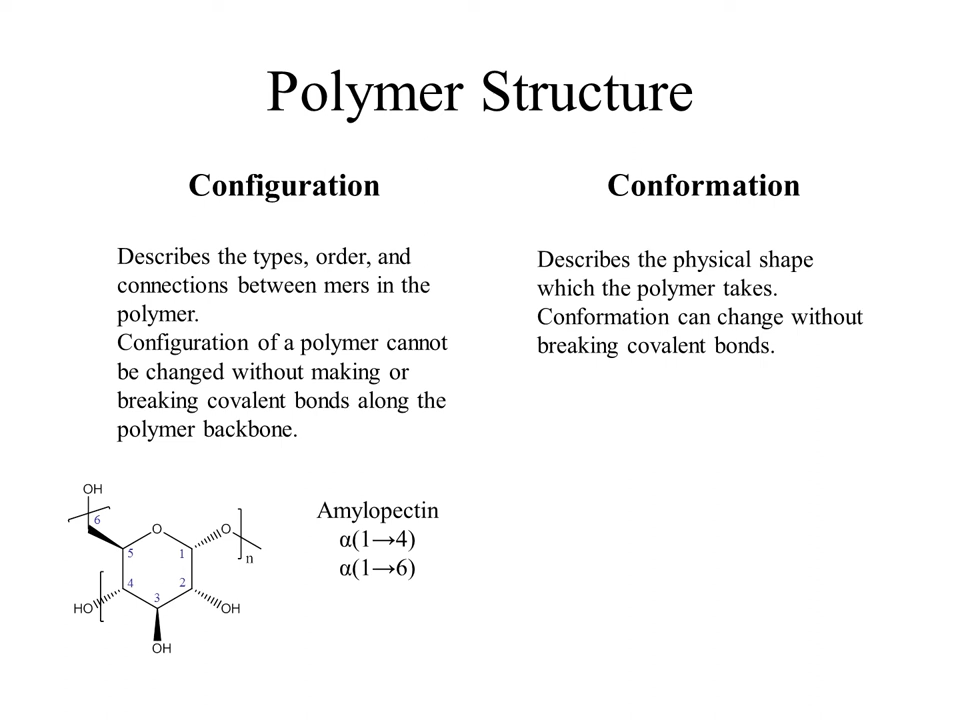 Polymer Structure
Configuration
Describes the types, order, and
connections between mers in the
polymer.
Configuration of a polymer cannot
be changed without making or
breaking covalent bonds along the
polymer backbone.
Conformation
Describes the physical shape
which the polymer takes.
Conformation can change without
breaking covalent bonds.
OH
6
O
O
5
1
n
4
2
3
HO
OH
OH
Amylopectin
α(1→4)
α(1→6)